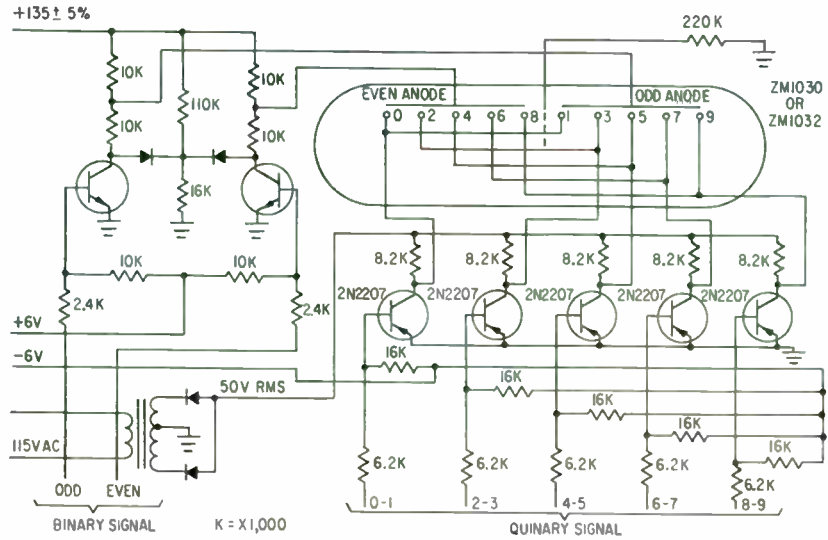 +135 ± 5%
220 K
10K
110K
10K
10K
10K
16K
EVEN ANODE
ODD ANODE
ZM1030
OR
ZM1032
0 2 4 6 8 1 3 5 7 9
10K
10K
8.2K
8.2K
8.2K
8.2K
8.2K
2N2207
2N2207
2N2207
2N2207
2N2207
2.4K
2.4K
+6V
-6V
16K
16K
16K
16K
16K
50V RMS
115VAC
6.2K
6.2K
6.2K
6.2K
6.2K
ODD
EVEN
0-1
2-3
4-5
6-7
8-9
BINARY SIGNAL
K = X1,000
QUINARY SIGNAL